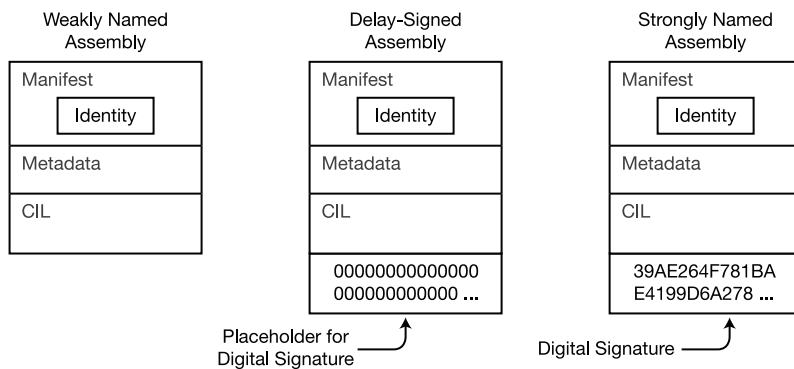 Weakly Named
Assembly
Manifest
Identity
Metadata
CIL
Delay-Signed
Assembly
Manifest
Identity
Metadata
CIL
00000000000000
000000000000 ...
Placeholder for
Digital Signature
Strongly Named
Assembly
Manifest
Identity
Metadata
CIL
39AE264F781BA
E4199D6A278 ...
Digital Signature